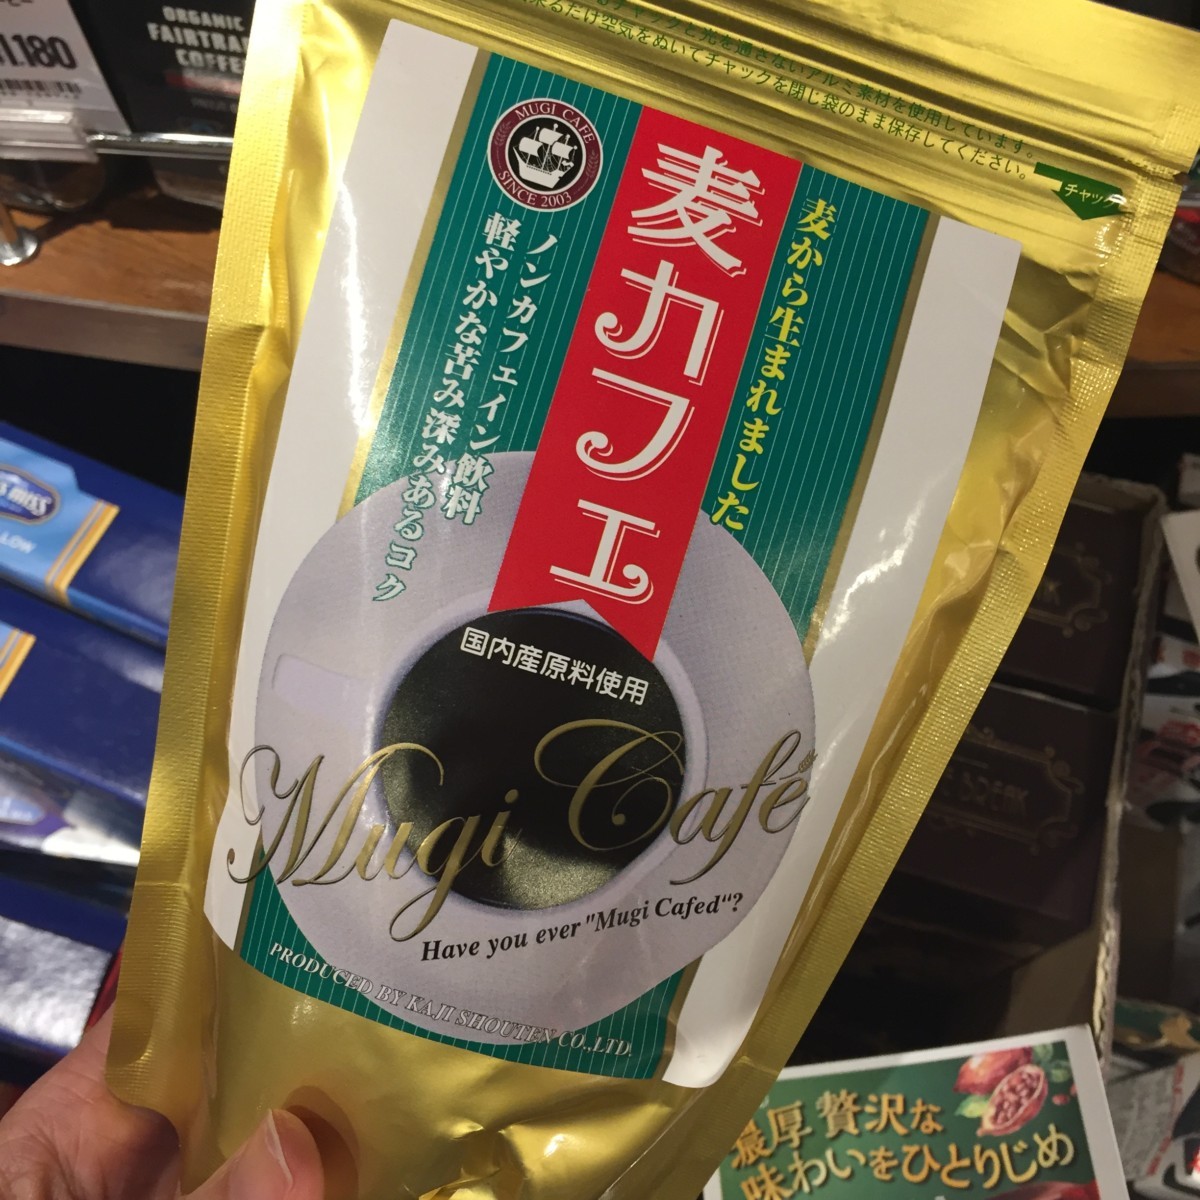 ORGANIC
FAIRTRA
COFFE
1,180
チャックと光を通さないアルミ素材を使用しています。
来るだけ空気をぬいてチャックを閉じ袋のまま保存してください。
チャック
MUGI CAFE
SINCE 2003
麦カフェ
麦から生まれました
ノンカフェイン飲料
軽やかな苦み深みあるコク
国内産原料使用
Mugi Café
Have you ever "Mugi Cafed"?
PRODUCED BY KAJI SHOUTEN CO.,LTD.
MISS
LOW
濃厚 贅沢な
味わいをひとりじめ